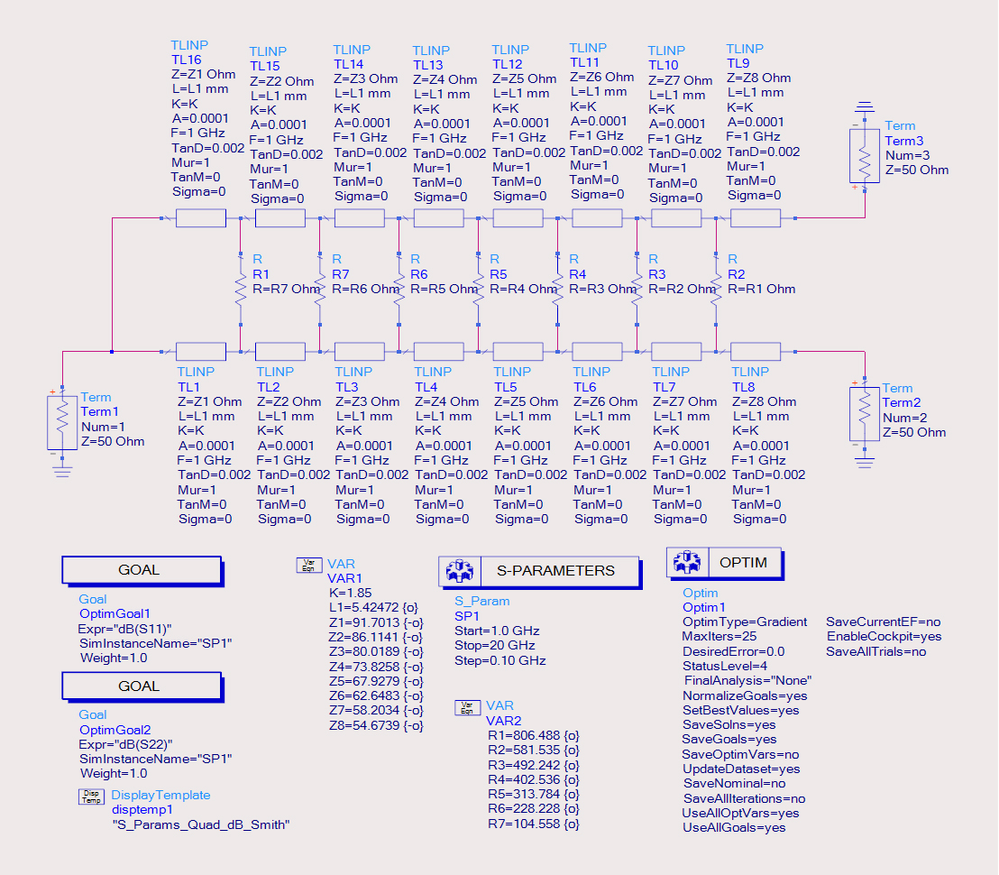 TLINP
TL16
Z=Z1 Ohm
L=L1 mm
K=K
A=0.0001
F=1 GHz
TanD=0.002
Mur=1
TanM=0
Sigma=0
TLINP
TL15
Z=Z2 Ohm
L=L1 mm
K=K
A=0.0001
F=1 GHz
TanD=0.002
Mur=1
TanM=0
Sigma=0
TLINP
TL14
Z=Z3 Ohm
L=L1 mm
K=K
A=0.0001
F=1 GHz
TanD=0.002
Mur=1
TanM=0
Sigma=0
TLINP
TL13
Z=Z4 Ohm
L=L1 mm
K=K
A=0.0001
F=1 GHz
TanD=0.002
Mur=1
TanM=0
Sigma=0
TLINP
TL12
Z=Z5 Ohm
L=L1 mm
K=K
A=0.0001
F=1 GHz
TanD=0.002
Mur=1
TanM=0
Sigma=0
TLINP
TL11
Z=Z6 Ohm
L=L1 mm
K=K
A=0.0001
F=1 GHz
TanD=0.002
Mur=1
TanM=0
Sigma=0
TLINP
TL10
Z=Z7 Ohm
L=L1 mm
K=K
A=0.0001
F=1 GHz
TanD=0.002
Mur=1
TanM=0
Sigma=0
TLINP
TL9
Z=Z8 Ohm
L=L1 mm
K=K
A=0.0001
F=1 GHz
TanD=0.002
Mur=1
TanM=0
Sigma=0
Term
Term3
Num=3
Z=50 Ohm
R
R1
R=R7 Ohm
R
R7
R=R6 Ohm
R
R6
R=R5 Ohm
R
R5
R=R4 Ohm
R
R4
R=R3 Ohm
R
R3
R=R2 Ohm
R
R2
R=R1 Ohm
Term
Term1
Num=1
Z=50 Ohm
TLINP
TL1
Z=Z1 Ohm
L=L1 mm
K=K
A=0.0001
F=1 GHz
TanD=0.002
Mur=1
TanM=0
Sigma=0
TLINP
TL2
Z=Z2 Ohm
L=L1 mm
K=K
A=0.0001
F=1 GHz
TanD=0.002
Mur=1
TanM=0
Sigma=0
TLINP
TL3
Z=Z3 Ohm
L=L1 mm
K=K
A=0.0001
F=1 GHz
TanD=0.002
Mur=1
TanM=0
Sigma=0
TLINP
TL4
Z=Z4 Ohm
L=L1 mm
K=K
A=0.0001
F=1 GHz
TanD=0.002
Mur=1
TanM=0
Sigma=0
TLINP
TL5
Z=Z5 Ohm
L=L1 mm
K=K
A=0.0001
F=1 GHz
TanD=0.002
Mur=1
TanM=0
Sigma=0
TLINP
TL6
Z=Z6 Ohm
L=L1 mm
K=K
A=0.0001
F=1 GHz
TanD=0.002
Mur=1
TanM=0
Sigma=0
TLINP
TL7
Z=Z7 Ohm
L=L1 mm
K=K
A=0.0001
F=1 GHz
TanD=0.002
Mur=1
TanM=0
Sigma=0
TLINP
TL8
Z=Z8 Ohm
L=L1 mm
K=K
A=0.0001
F=1 GHz
TanD=0.002
Mur=1
TanM=0
Sigma=0
Term
Term2
Num=2
Z=50 Ohm
GOAL
Goal
OptimGoal1
Expr="dB(S11)"
SimInstanceName="SP1"
Weight=1.0
GOAL
Goal
OptimGoal2
Expr="dB(S22)"
SimInstanceName="SP1"
Weight=1.0
Disp
Temp
DisplayTemplate
disptemp1
"S_Params_Quad_dB_Smith"
Var
Eqn
VAR
VAR1
K=1.85
L1=5.42472 {o}
Z1=91.7013 {-o}
Z2=86.1141 {-o}
Z3=80.0189 {-o}
Z4=73.8258 {-o}
Z5=67.9279 {-o}
Z6=62.6483 {-o}
Z7=58.2034 {-o}
Z8=54.6739 {-o}
S-PARAMETERS
S_Param
SP1
Start=1.0 GHz
Stop=20 GHz
Step=0.10 GHz
Var
Eqn
VAR
VAR2
R1=806.488 {o}
R2=581.535 {o}
R3=492.242 {o}
R4=402.536 {o}
R5=313.784 {o}
R6=228.228 {o}
R7=104.558 {o}
OPTIM
Optim
Optim1
OptimType=Gradient
MaxIters=25
DesiredError=0.0
StatusLevel=4
FinalAnalysis="None"
NormalizeGoals=yes
SetBestValues=yes
SaveSolns=yes
SaveGoals=yes
SaveOptimVars=no
UpdateDataset=yes
SaveNominal=no
SaveAllIterations=no
UseAllOptVars=yes
UseAllGoals=yes
SaveCurrentEF=no
EnableCockpit=yes
SaveAllTrials=no